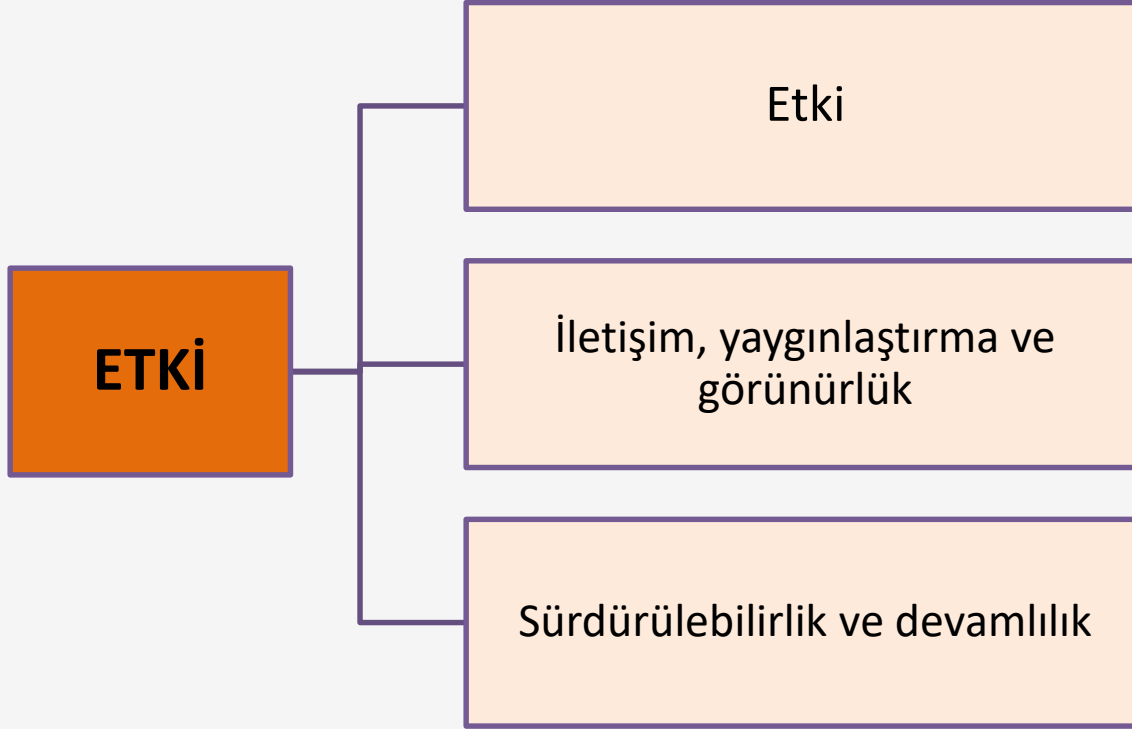 ETKİ
Etki
İletişim, yaygınlaştırma ve
görünürlük
Sürdürülebilirlik ve devamlılık